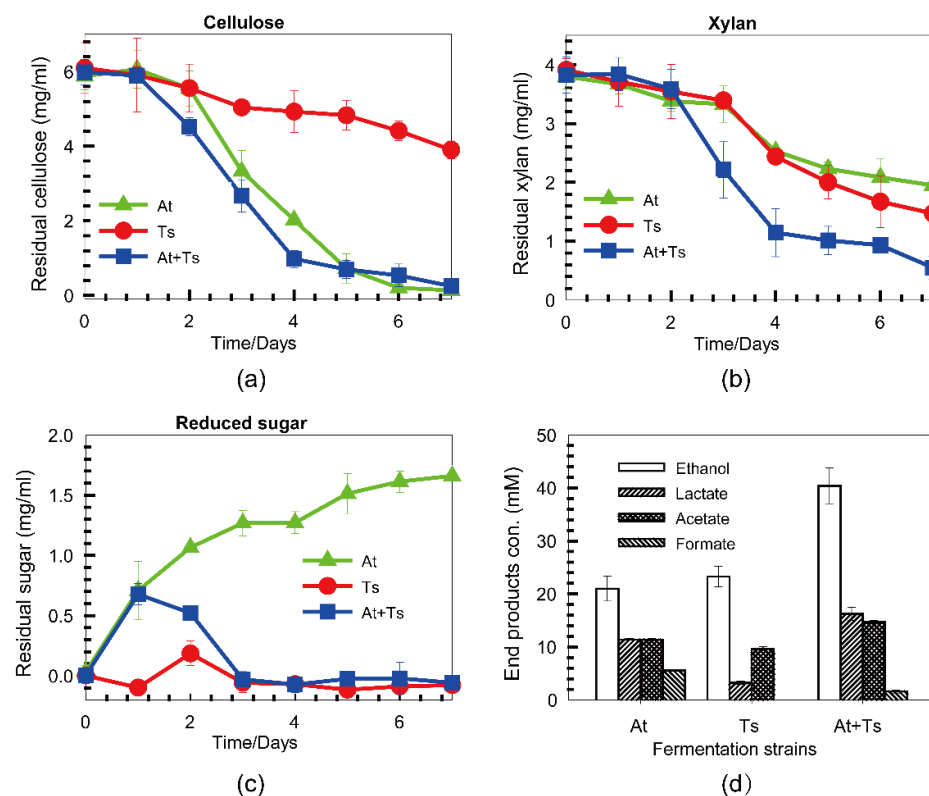 Cellulose
Residual cellulose (mg/ml)
6
4
2
0
At
Ts
At+Ts
0 2 4 6
Time/Days
(a)
Xylan
Residual xylan (mg/ml)
4
3
2
1
0
At
Ts
At+Ts
0 2 4 6
Time/Days
(b)
Reduced sugar
Residual sugar (mg/ml)
2.0
1.5
1.0
0.5
0.0
At
Ts
At+Ts
0 2 4 6
Time/Days
(c)
End products con. (mM)
50
40
30
20
10
0
Ethanol
Lactate
Acetate
Formate
At Ts At+Ts
Fermentation strains
(d)